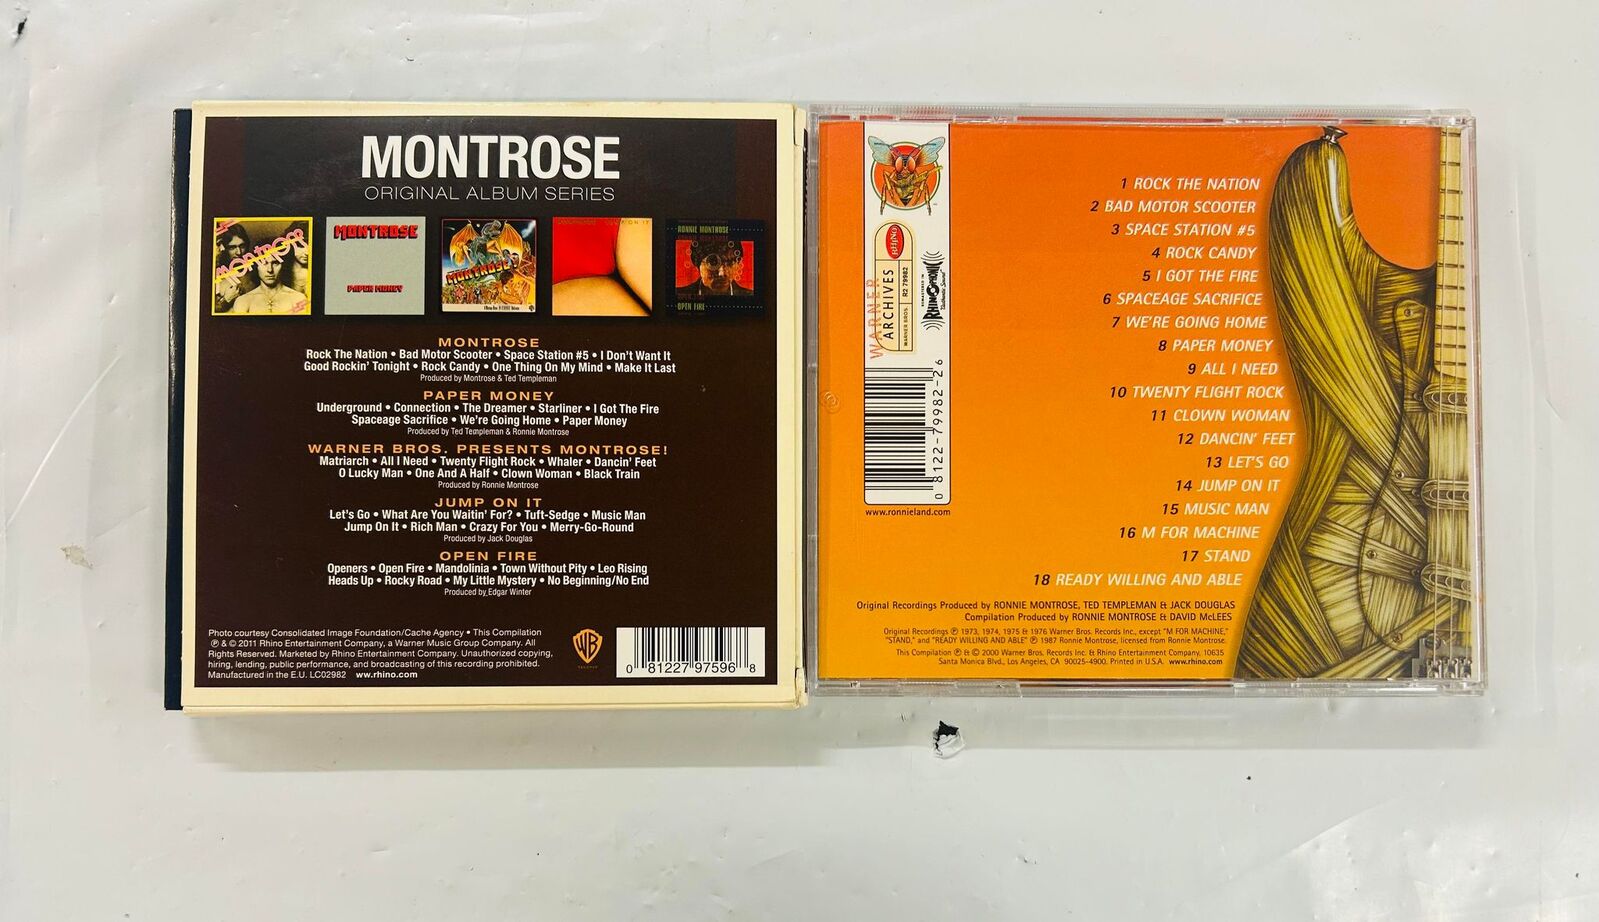 MONTROSE
ORIGINAL ALBUM SERIES
MONTROSE
MONTROSE
PAPER MONEY
MONTROSE
JUMP ON IT
RONNIE MONTROSE
OPEN FIRE
MONTROSE
Rock The Nation • Bad Motor Scooter • Space Station #5 • I Don't Want It
Good Rockin' Tonight • Rock Candy • One Thing On My Mind • Make It Last
Produced by Montrose & Ted Templeman
PAPER MONEY
Underground • Connection • The Dreamer • Starliner • I Got The Fire
Spaceage Sacrifice • We're Going Home • Paper Money
Produced by Ted Templeman & Ronnie Montrose
WARNER BROS. PRESENTS MONTROSE!
Matriarch • All I Need • Twenty Flight Rock • Whaler • Dancin' Feet
O Lucky Man • One And A Half • Clown Woman • Black Train
Produced by Ronnie Montrose
JUMP ON IT
Let's Go • What Are You Waitin' For? • Tuft-Sedge • Music Man
Jump On It • Rich Man • Crazy For You • Merry-Go-Round
Produced by Jack Douglas
OPEN FIRE
Openers • Open Fire • Mandolinia • Town Without Pity • Leo Rising
Heads Up • Rocky Road • My Little Mystery • No Beginning/No End
Produced by Edgar Winter
Photo courtesy Consolidated Image Foundation/Cache Agency • This Compilation
℗ & © 2011 Rhino Entertainment Company, a Warner Music Group Company. All
Rights Reserved. Marketed by Rhino Entertainment Company. Unauthorized copying,
hiring, lending, public performance, and broadcasting of this recording prohibited.
Manufactured in the E.U. LC02982 www.rhino.com
WB
0 81227 97596 8
RHINO
WARNER
ARCHIVES
WARNER BROS. R2 79982
REMASTERED IN
RHINOPHONIC
Authentic Sound
0 8122-79982-2 6
www.ronnieland.com
1 ROCK THE NATION
2 BAD MOTOR SCOOTER
3 SPACE STATION #5
4 ROCK CANDY
5 I GOT THE FIRE
6 SPACEAGE SACRIFICE
7 WE'RE GOING HOME
8 PAPER MONEY
9 ALL I NEED
10 TWENTY FLIGHT ROCK
11 CLOWN WOMAN
12 DANCIN' FEET
13 LET'S GO
14 JUMP ON IT
15 MUSIC MAN
16 M FOR MACHINE
17 STAND
18 READY WILLING AND ABLE
Original Recordings Produced by RONNIE MONTROSE, TED TEMPLEMAN & JACK DOUGLAS
Compilation Produced by RONNIE MONTROSE & DAVID McLEES
Original Recordings ℗ 1973, 1974, 1975 & 1976 Warner Bros. Records Inc., except "M FOR MACHINE,"
"STAND," and "READY WILLING AND ABLE" ℗ 1987 Ronnie Montrose, licensed from Ronnie Montrose.
This Compilation ℗ & © 2000 Warner Bros. Records Inc. & Rhino Entertainment Company, 10635
Santa Monica Blvd., Los Angeles, CA 90025-4900. Printed in U.S.A. www.rhino.com